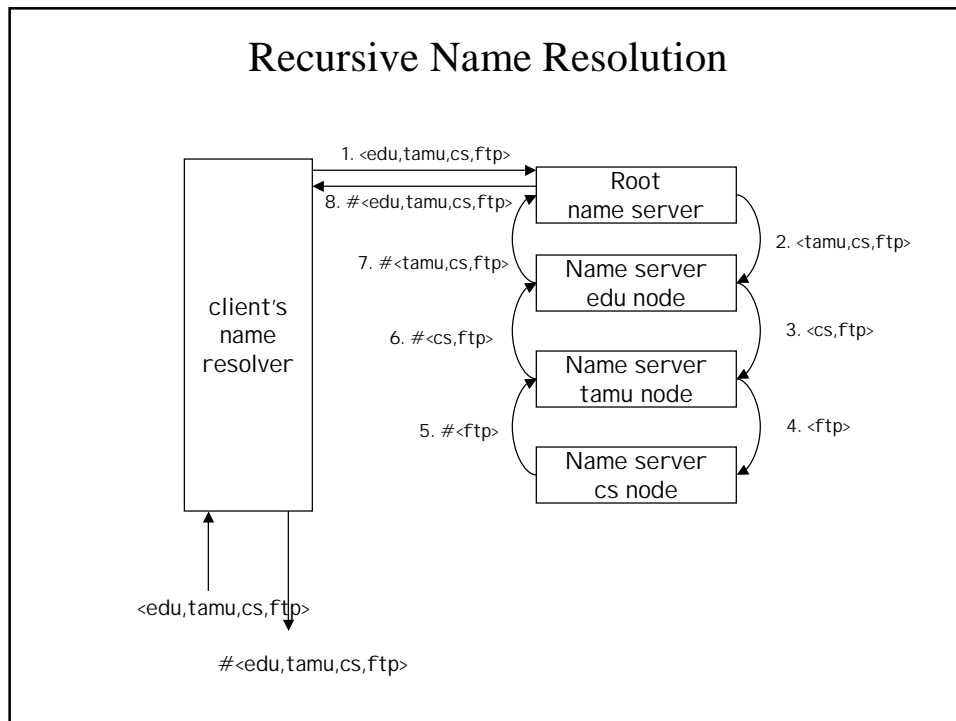 Recursive Name Resolution
1. <edu,tamu,cs,ftp>
8. #<edu,tamu,cs,ftp>
Root
name server
2. <tamu,cs,ftp>
7. #<tamu,cs,ftp>
Name server
edu node
client's
name
resolver
6. #<cs,ftp>
3. <cs,ftp>
Name server
tamu node
5. #<ftp>
4. <ftp>
Name server
cs node
<edu,tamu,cs,ftp>
#<edu,tamu,cs,ftp>